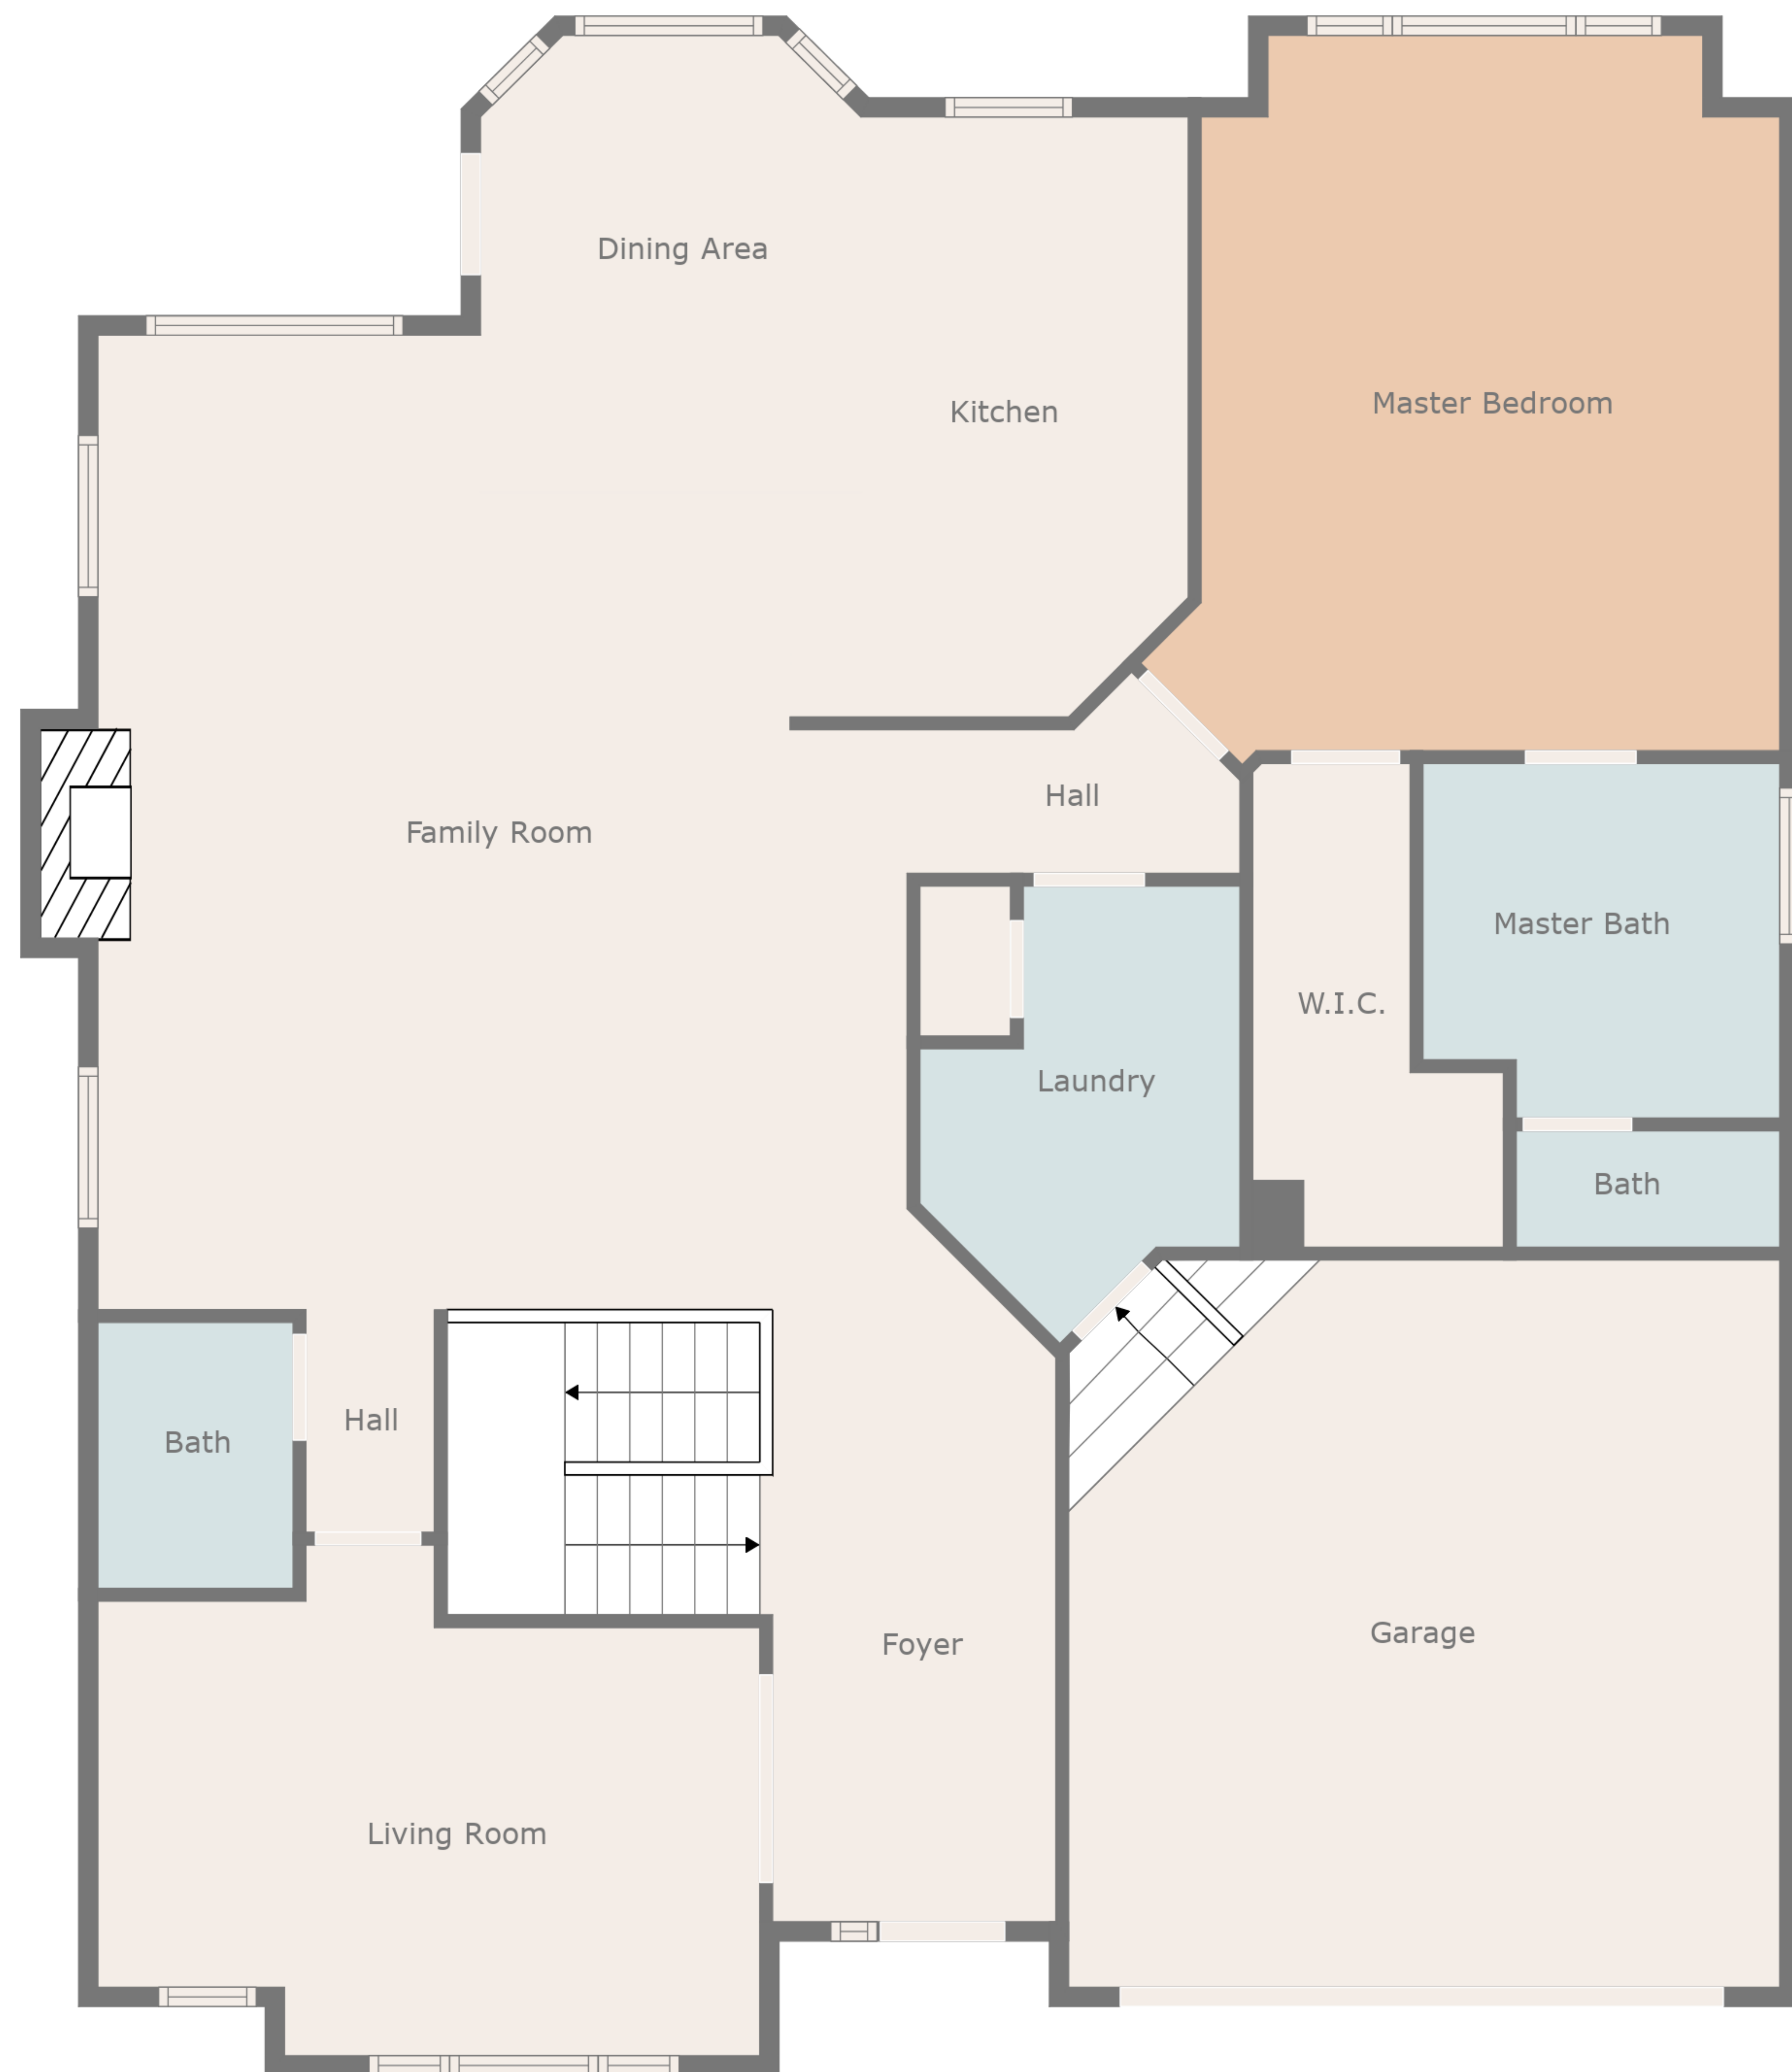 Dining Area
Master Bedroom
Kitchen
Hall
Family Room
Master Bath
W.I.C.
Laundry
Bath
Hall
Bath
Garage
Foyer
Living Room